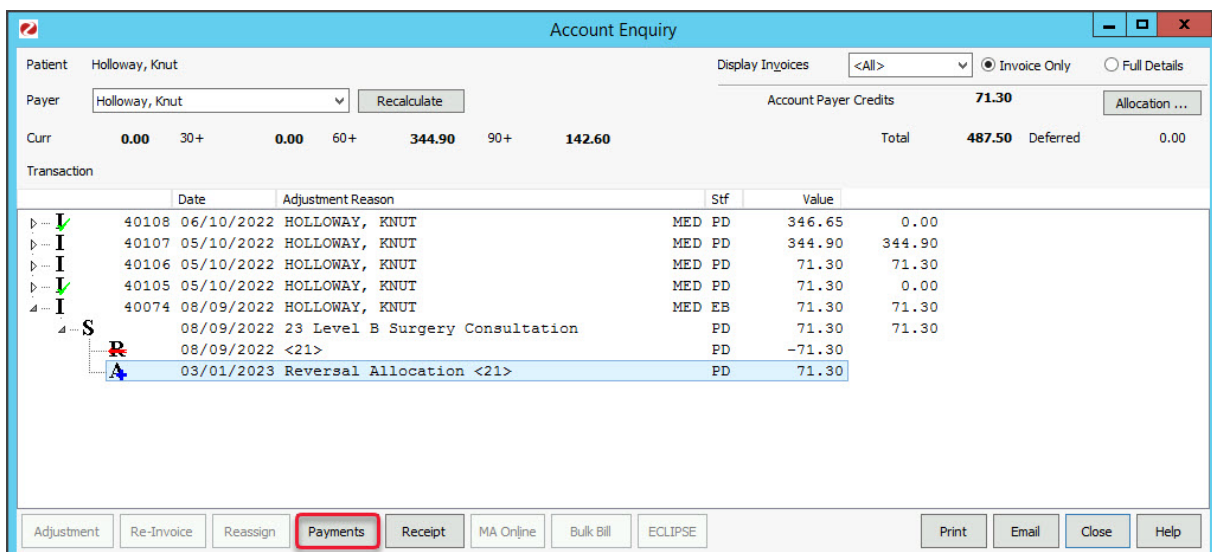 Account Enquiry
Patient Holloway, Knut Display Invoices <All> Invoice Only Full Details
Payer Holloway, Knut Recalculate Account Payer Credits 71.30 Allocation ...
Curr 0.00 30+ 0.00 60+ 344.90 90+ 142.60 Total 487.50 Deferred 0.00
Transaction
Date Adjustment Reason Stf Value
I 40108 06/10/2022 HOLLOWAY, KNUT MED PD 346.65 0.00
I 40107 05/10/2022 HOLLOWAY, KNUT MED PD 344.90 344.90
I 40106 05/10/2022 HOLLOWAY, KNUT MED PD 71.30 71.30
I 40105 05/10/2022 HOLLOWAY, KNUT MED PD 71.30 0.00
I 40074 08/09/2022 HOLLOWAY, KNUT MED EB 71.30 71.30
S 08/09/2022 23 Level B Surgery Consultation PD 71.30 71.30
R 08/09/2022 <21> PD -71.30
A 03/01/2023 Reversal Allocation <21> PD 71.30
Adjustment Re-Invoice Reassign Payments Receipt MA Online Bulk Bill ECLIPSE Print Email Close Help